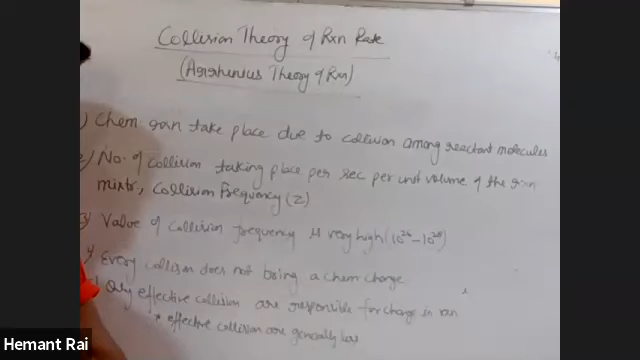 Collision Theory of Rxn Rate
(Arrhenius Theory of Rxn)
1) Chem rxn take place due to collision among reactant molecules
2) No. of collision taking place per sec per unit volume of the rxn
mixtr, Collision Frequency (Z)
3) Value of collision frequency is very high (10²⁶ - 10²⁸)
4) Every collision does not bring a chem change
Only effective collision are responsible for change in rxn
* effective collision are generally less
Hemant Rai